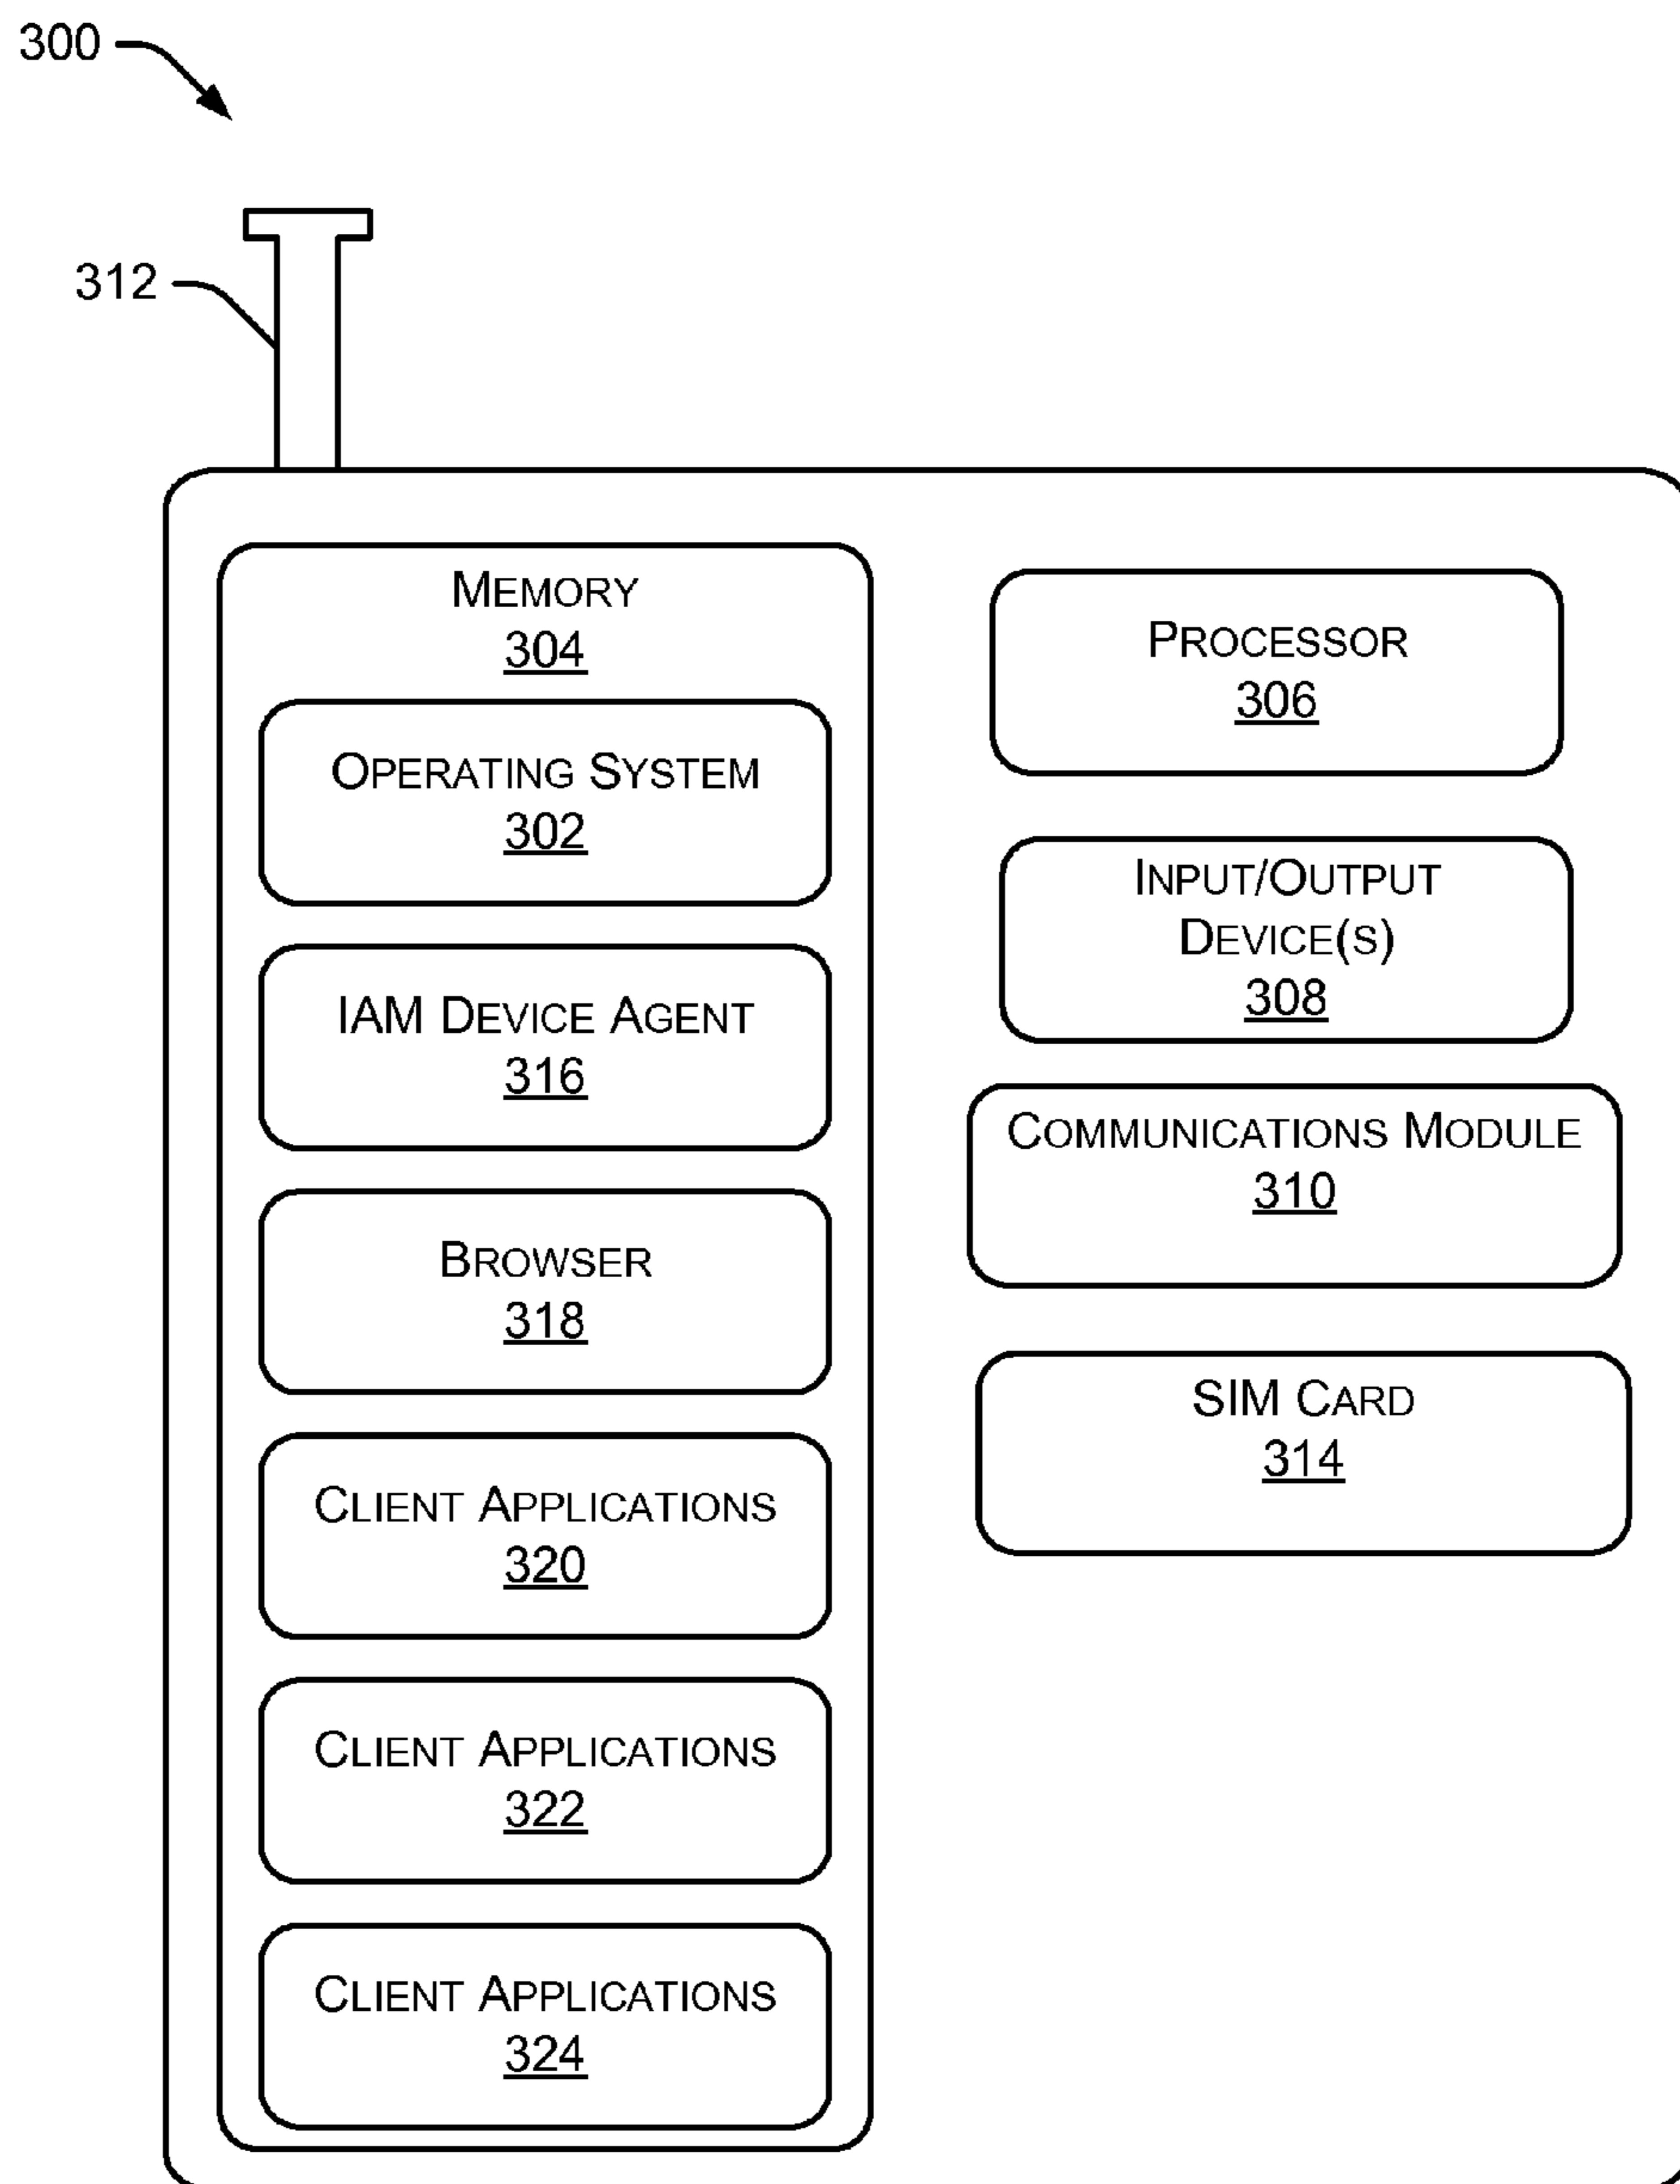 300
312
MEMORY
304
OPERATING SYSTEM
302
IAM DEVICE AGENT
316
BROWSER
318
CLIENT APPLICATIONS
320
CLIENT APPLICATIONS
322
CLIENT APPLICATIONS
324
PROCESSOR
306
INPUT/OUTPUT
DEVICE(S)
308
COMMUNICATIONS MODULE
310
SIM CARD
314